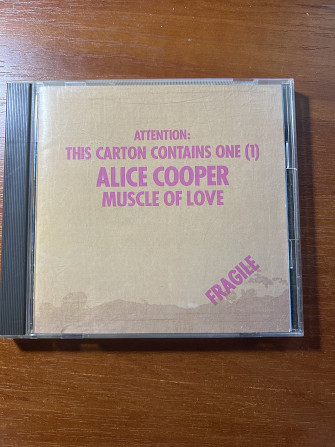 ATTENTION:
THIS CARTON CONTAINS ONE (1)
ALICE COOPER
MUSCLE OF LOVE
FRAGILE